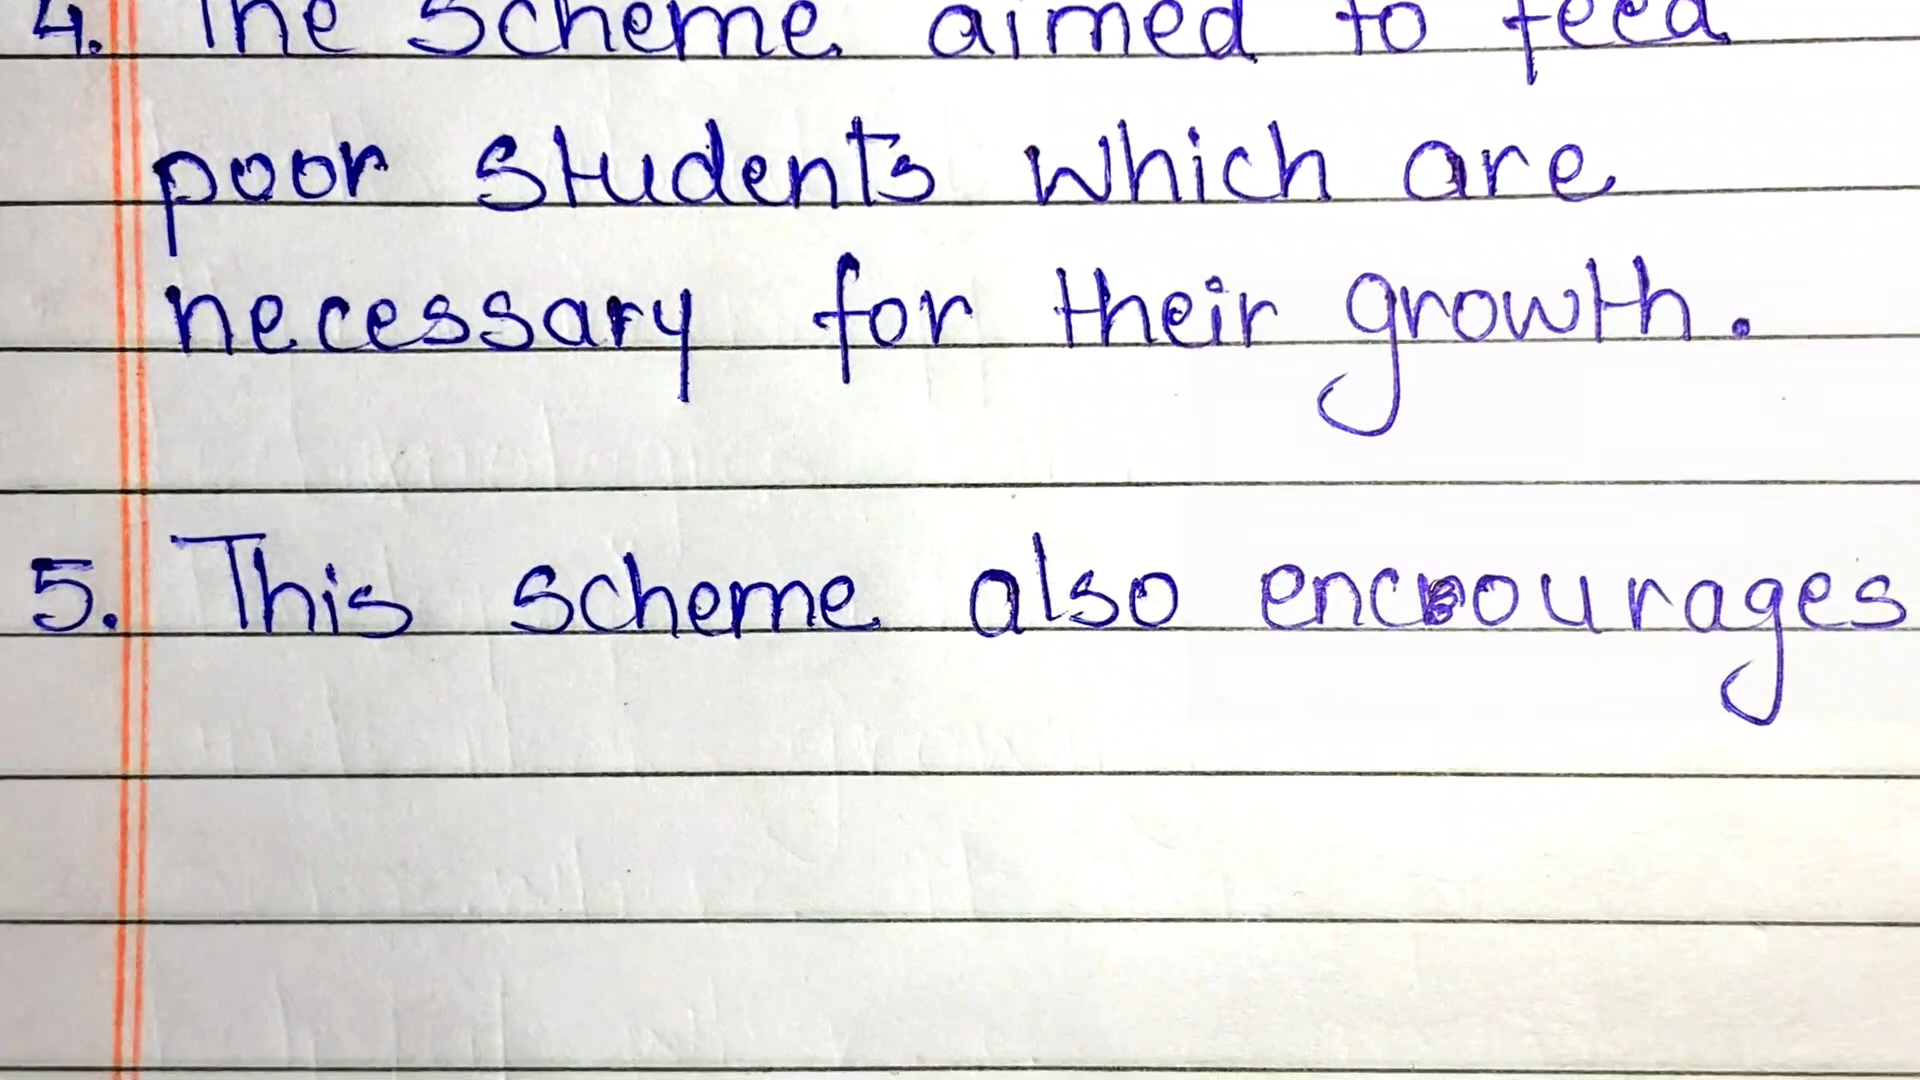 4. The scheme aimed to feed
poor students which are
necessary for their growth.
5. This scheme also encourages